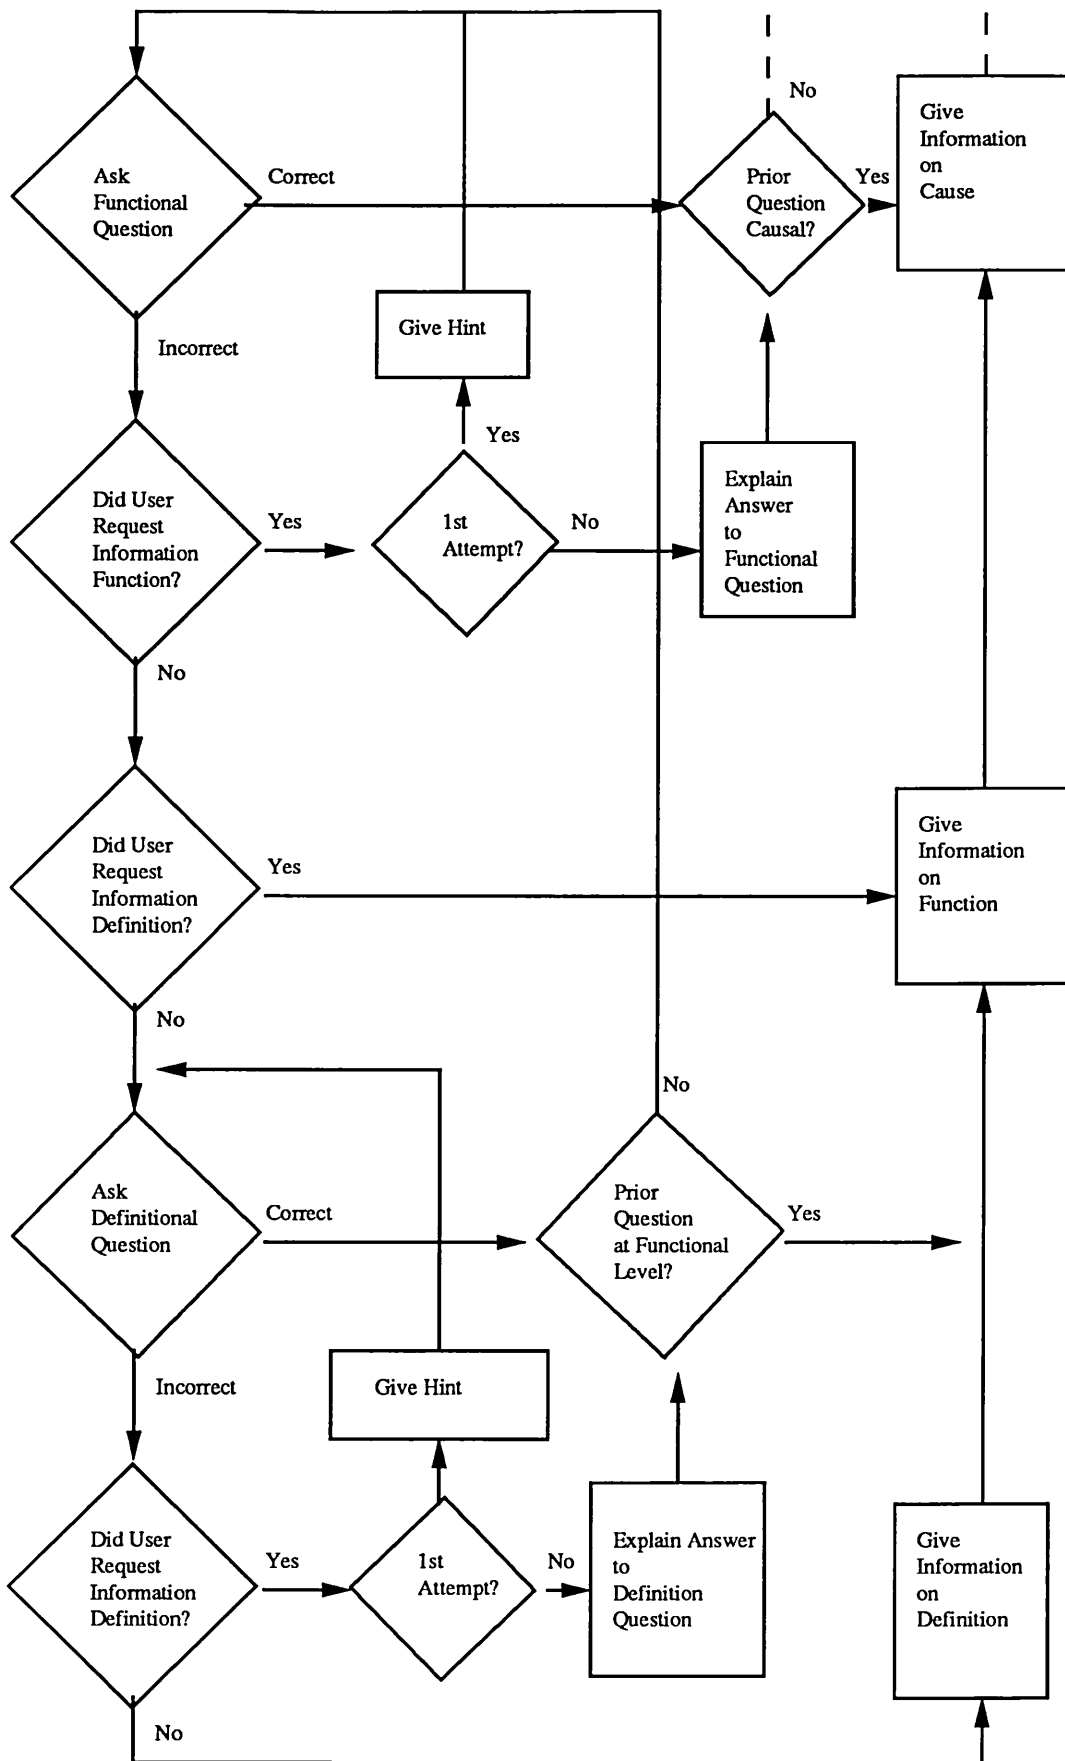 No
Give
Information
on
Cause
Ask
Functional
Question
Correct
Prior
Question
Causal?
Yes
Give Hint
Incorrect
Yes
Did User
Request
Information
Function?
Yes
1st
Attempt?
No
Explain
Answer
to
Functional
Question
No
Did User
Request
Information
Definition?
Yes
Give
Information
on
Function
No
No
Ask
Definitional
Question
Correct
Prior
Question
at Functional
Level?
Yes
Incorrect
Give Hint
Did User
Request
Information
Definition?
Yes
1st
Attempt?
No
Explain Answer
to
Definition
Question
Give
Information
on
Definition
No